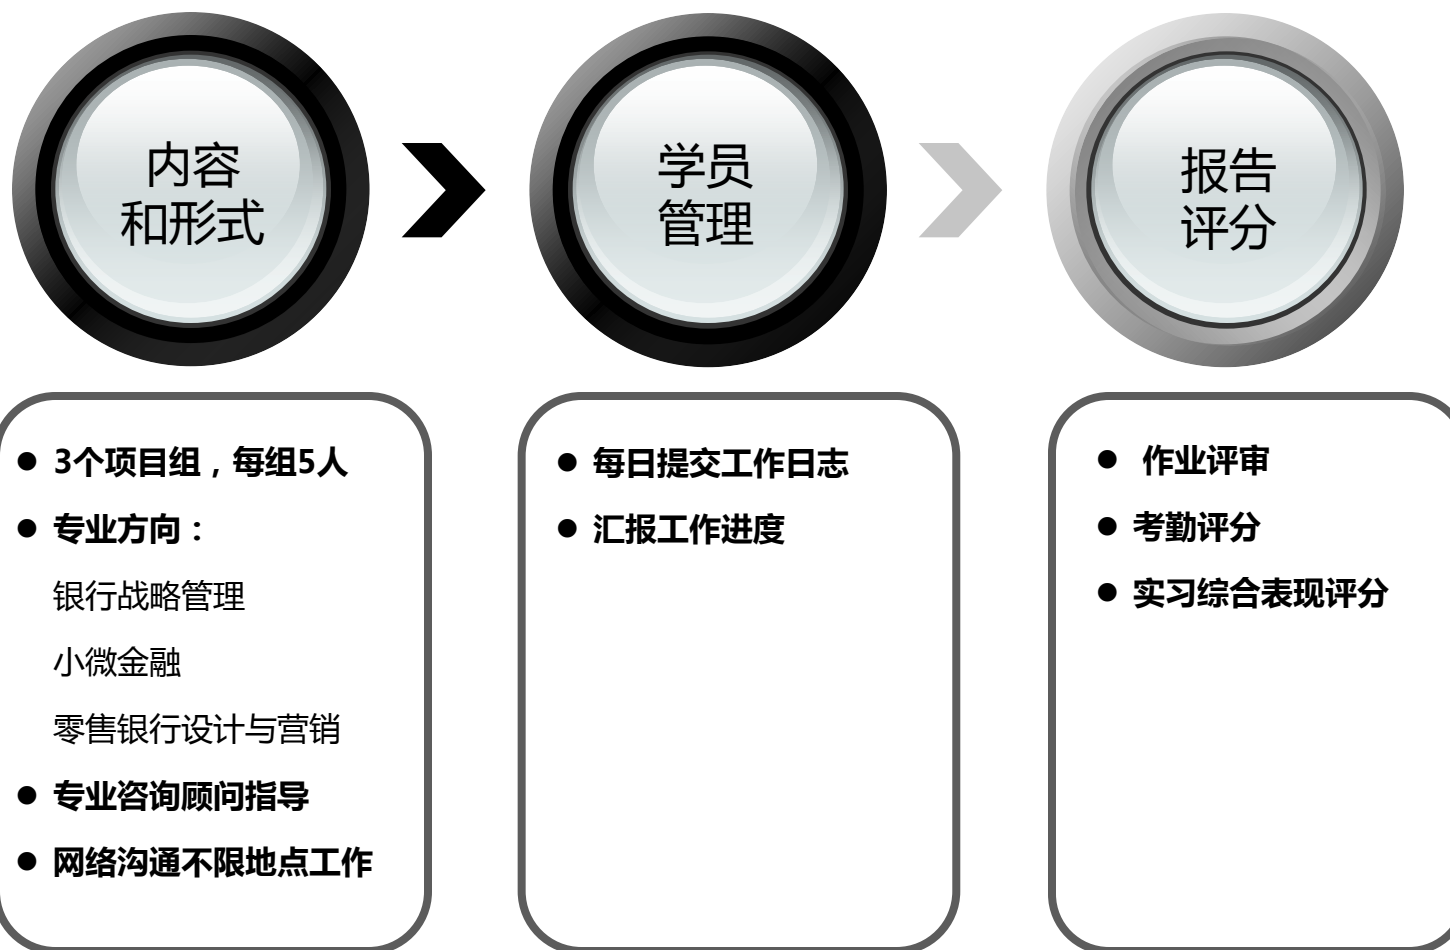 内容
和形式
学员
管理
报告
评分
3个项目组，每组5人
专业方向：
银行战略管理
小微金融
零售银行设计与营销
专业咨询顾问指导
网络沟通不限地点工作
每日提交工作日志
汇报工作进度
作业评审
考勤评分
实习综合表现评分